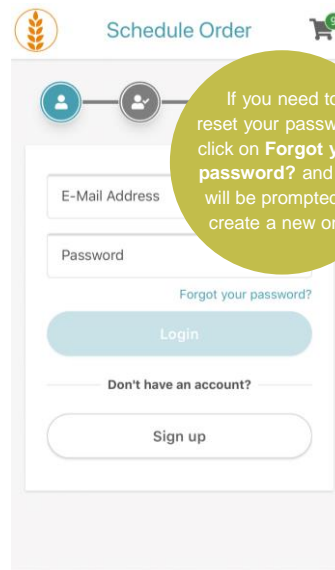 Schedule Order
If you need to
reset your
click on Forgot
password? and
will be prompted
create a new
E-Mail Address
Password
Forgot your password?
Login
Don't have an account?
Sign up